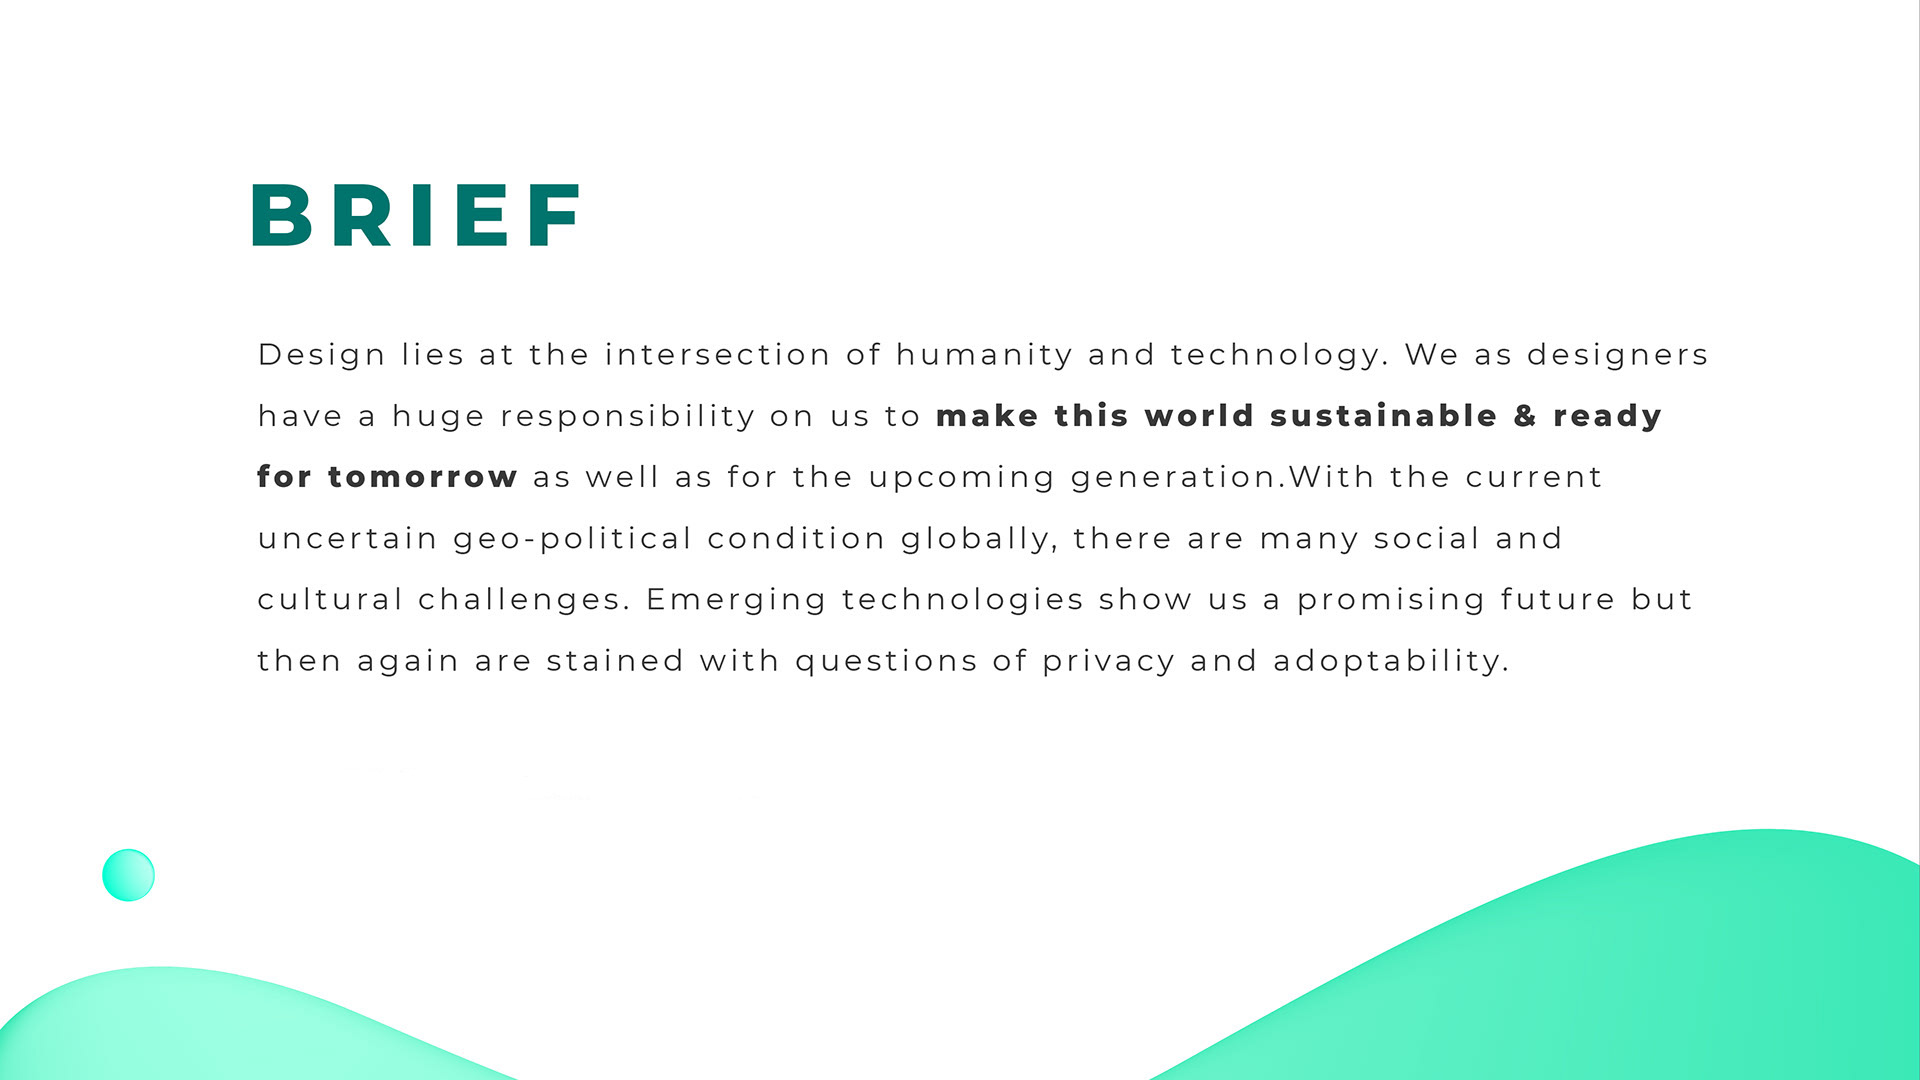 BRIEF
Design lies at the intersection of humanity and technology. We as designers
have a huge responsibility on us to make this world sustainable & ready
for tomorrow as well as for the upcoming generation.With the current
uncertain geo-political condition globally, there are many social and
cultural challenges. Emerging technologies show us a promising future but
then again are stained with questions of privacy and adoptability.